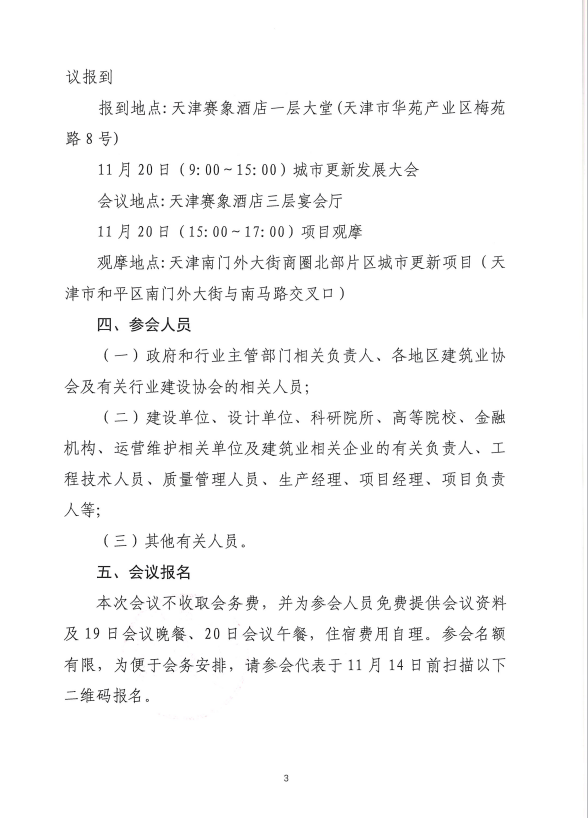 议报到
报到地点:天津赛象酒店一层大堂(天津市华苑产业区梅苑
路8号)
11月20日（9:00~15:00)城市更新发展大会
会议地点:天津赛象酒店三层宴会厅
11月20日（15:00~17:00）项目观摩
观摩地点:天津南门外大街商圈北部片区城市更新项目（天
津市和平区南门外大街与南马路交叉口）
四、参会人员
（一）政府和行业主管部门相关负责人、各地区建筑业协
会及有关行业建设协会的相关人员;
（二）建设单位、设计单位、科研院所、高等院校、金融
机构、运营维护相关单位及建筑业相关企业的有关负责人、工
程技术人员、质量管理人员、生产经理、项目经理、项目负责
人等;
（三）其他有关人员。
五、会议报名
本次会议不收取会务费，并为参会人员免费提供会议资料
及19日会议晚餐、20日会议午餐，住宿费用自理。参会名额
有限，为便于会务安排，请参会代表于11月14日前扫描以下
二维码报名。
3